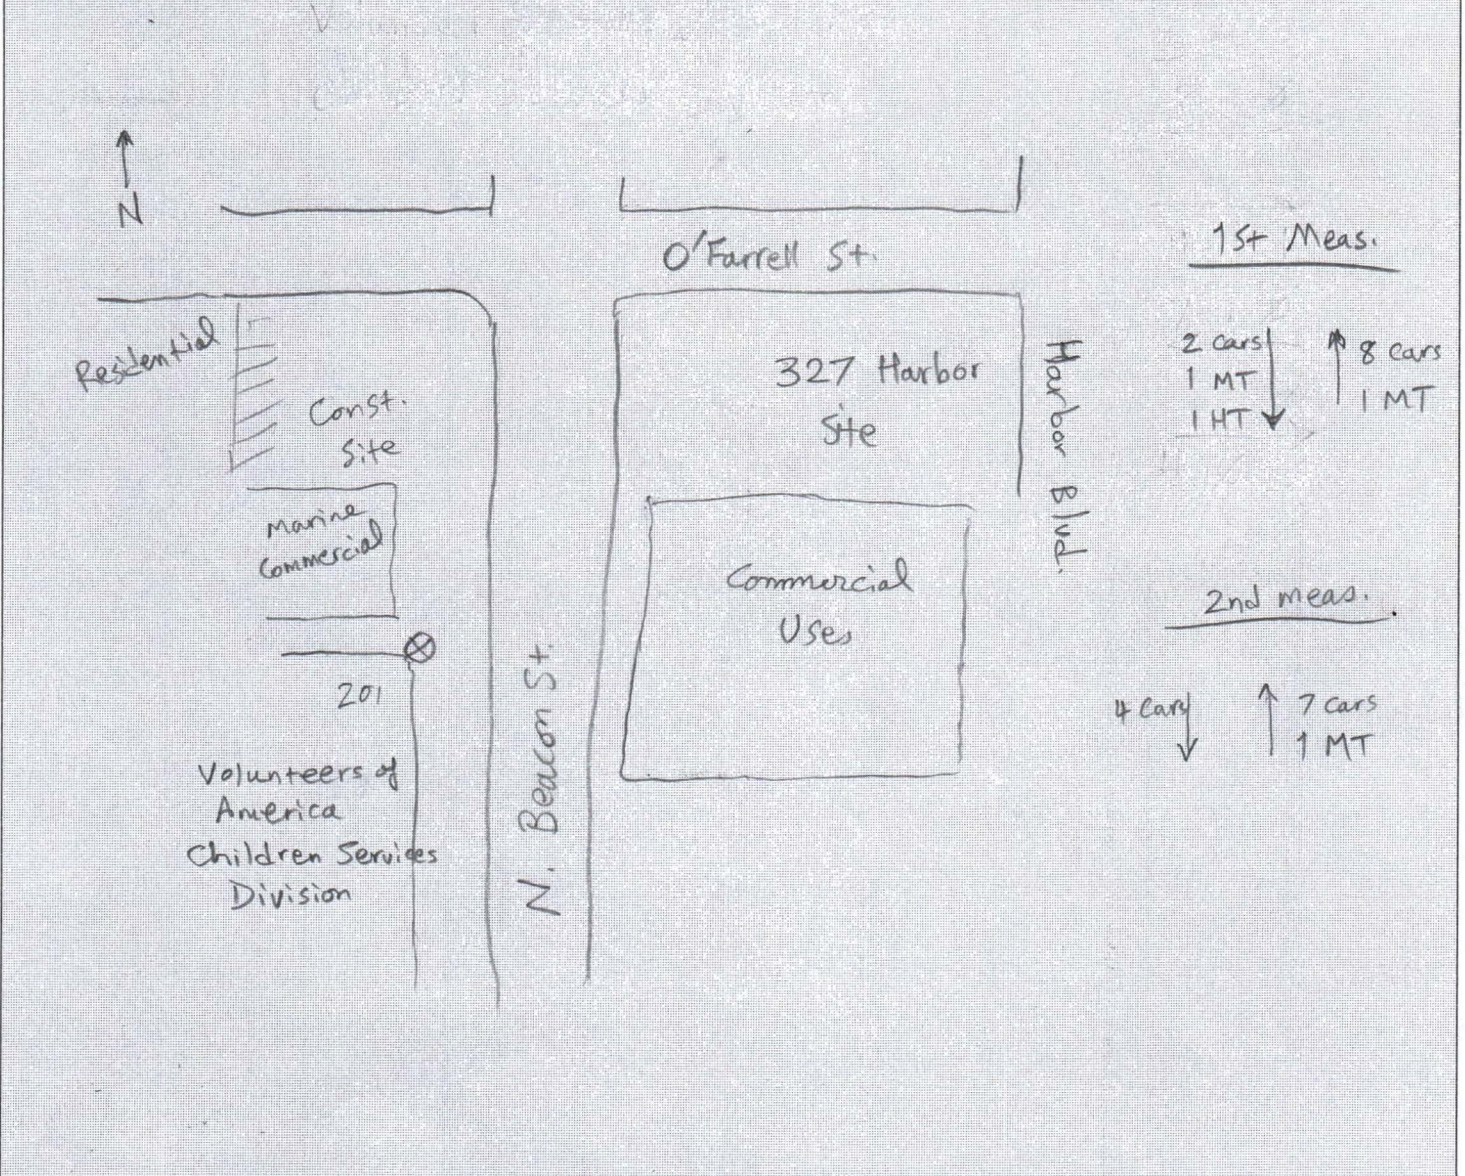 N
O'Farrell St.
1st Meas.
Residential
Const.
Site
327 Harbor
Site
Harbor Blvd.
2 cars
1 MT
1 HT
8 cars
1 MT
Marine
Commercial
Commercial
Uses
2nd meas.
4 cars
7 cars
1 MT
201
N. Beacon St.
Volunteers of
America
Children Services
Division